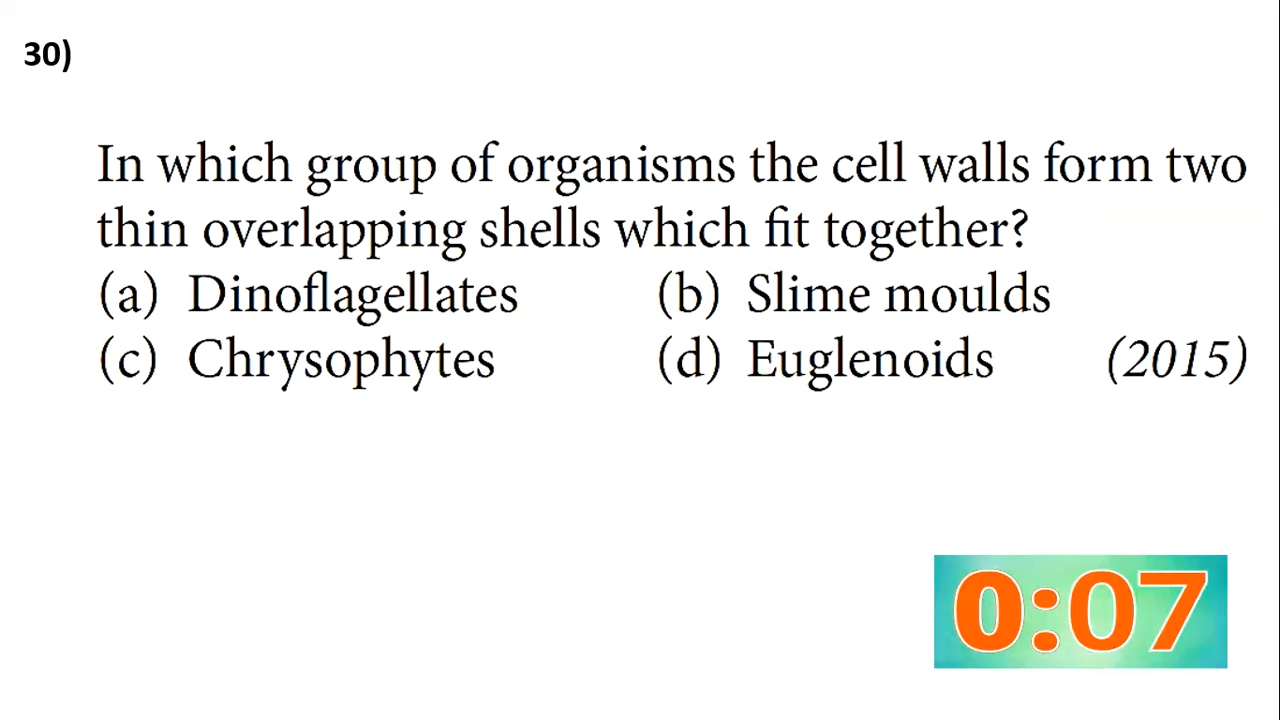 30)
In which group of organisms the cell walls form two
thin overlapping shells which fit together?
(a) Dinoflagellates (b) Slime moulds
(c) Chrysophytes (d) Euglenoids (2015)
0:07